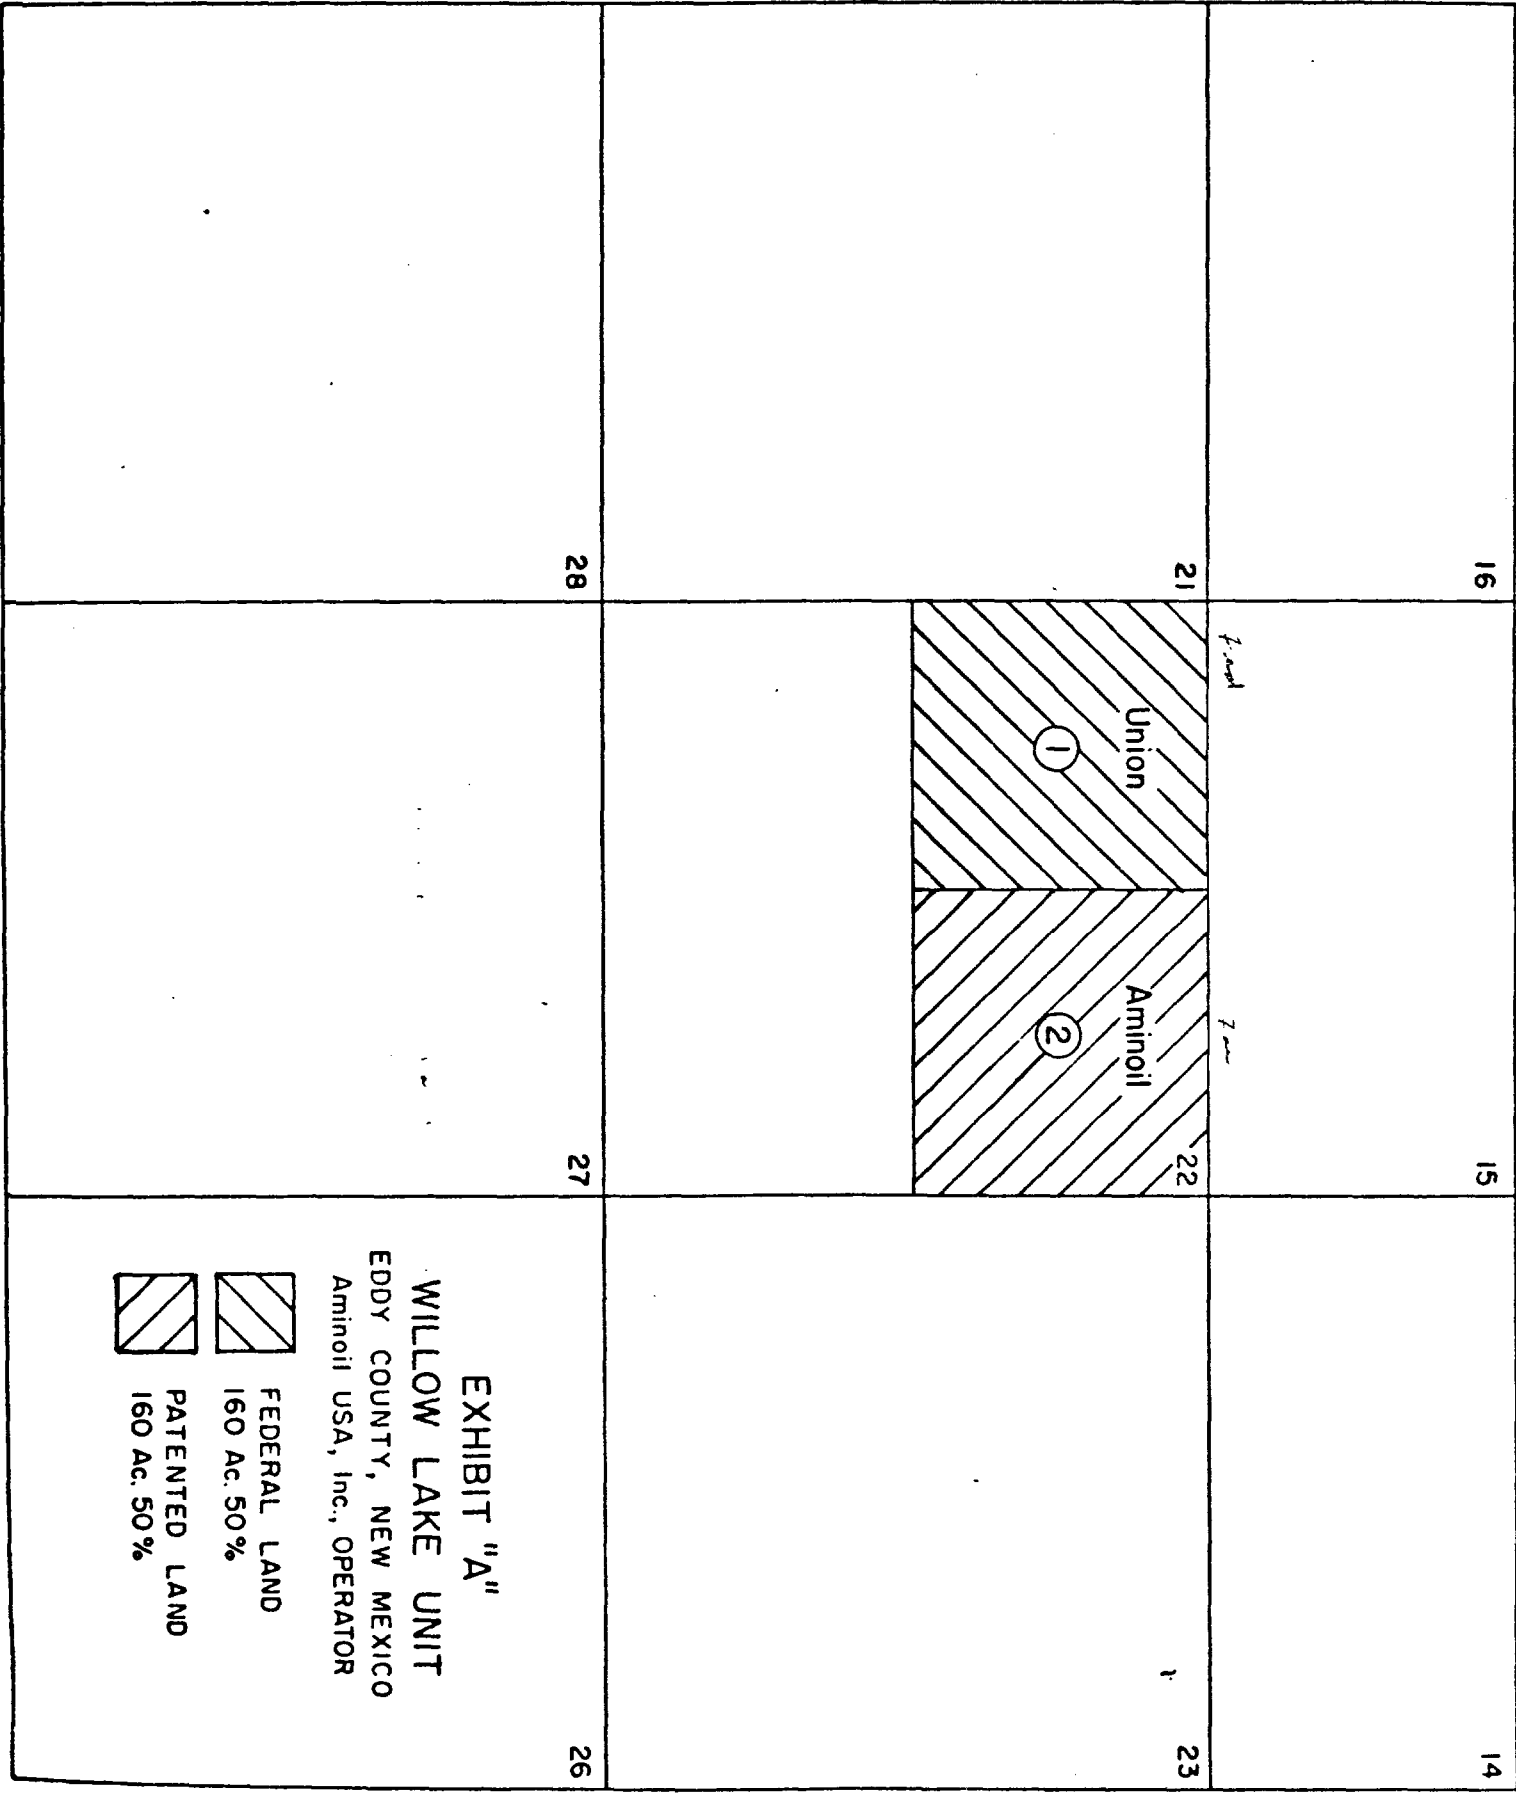 16
15
14
21
22
23
Union
Aminoil
1
2
28
27
26
EXHIBIT "A"
WILLOW LAKE UNIT
EDDY COUNTY, NEW MEXICO
Aminoil USA, Inc., OPERATOR
FEDERAL LAND
160 Ac. 50%
PATENTED LAND
160 Ac. 50%